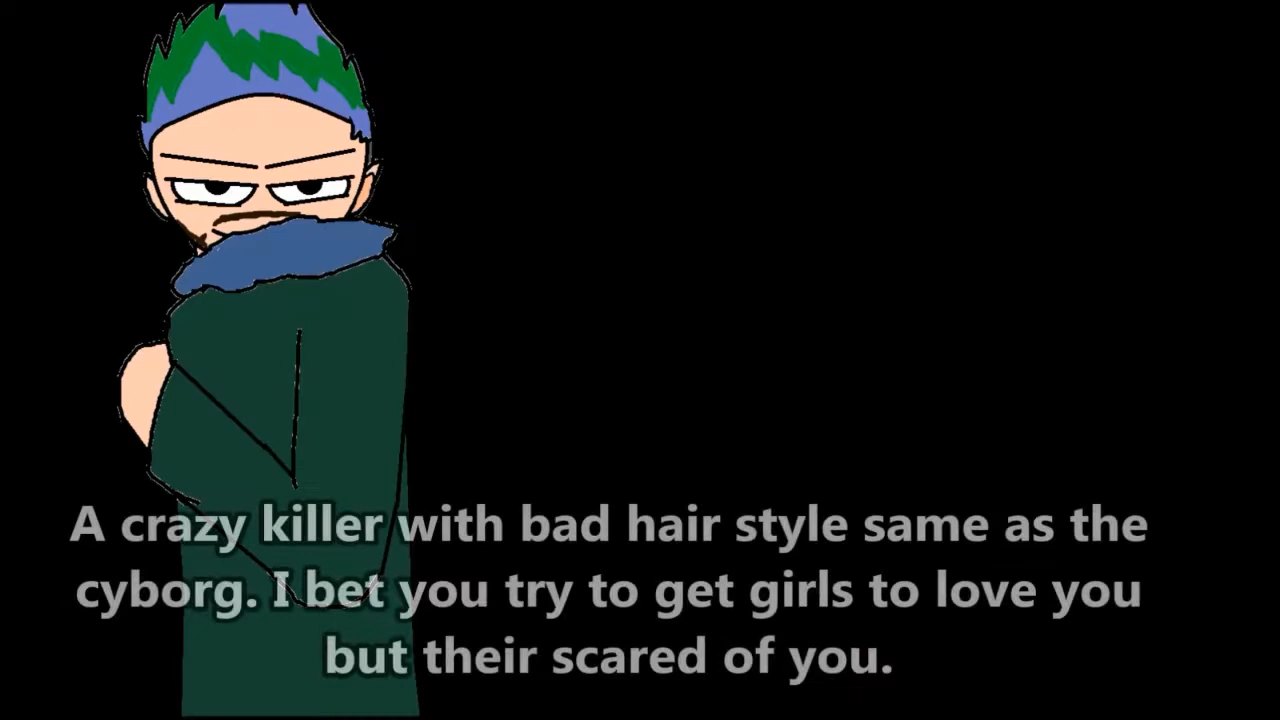 A crazy killer with bad hair style same as the
cyborg. I bet you try to get girls to love you
but their scared of you.